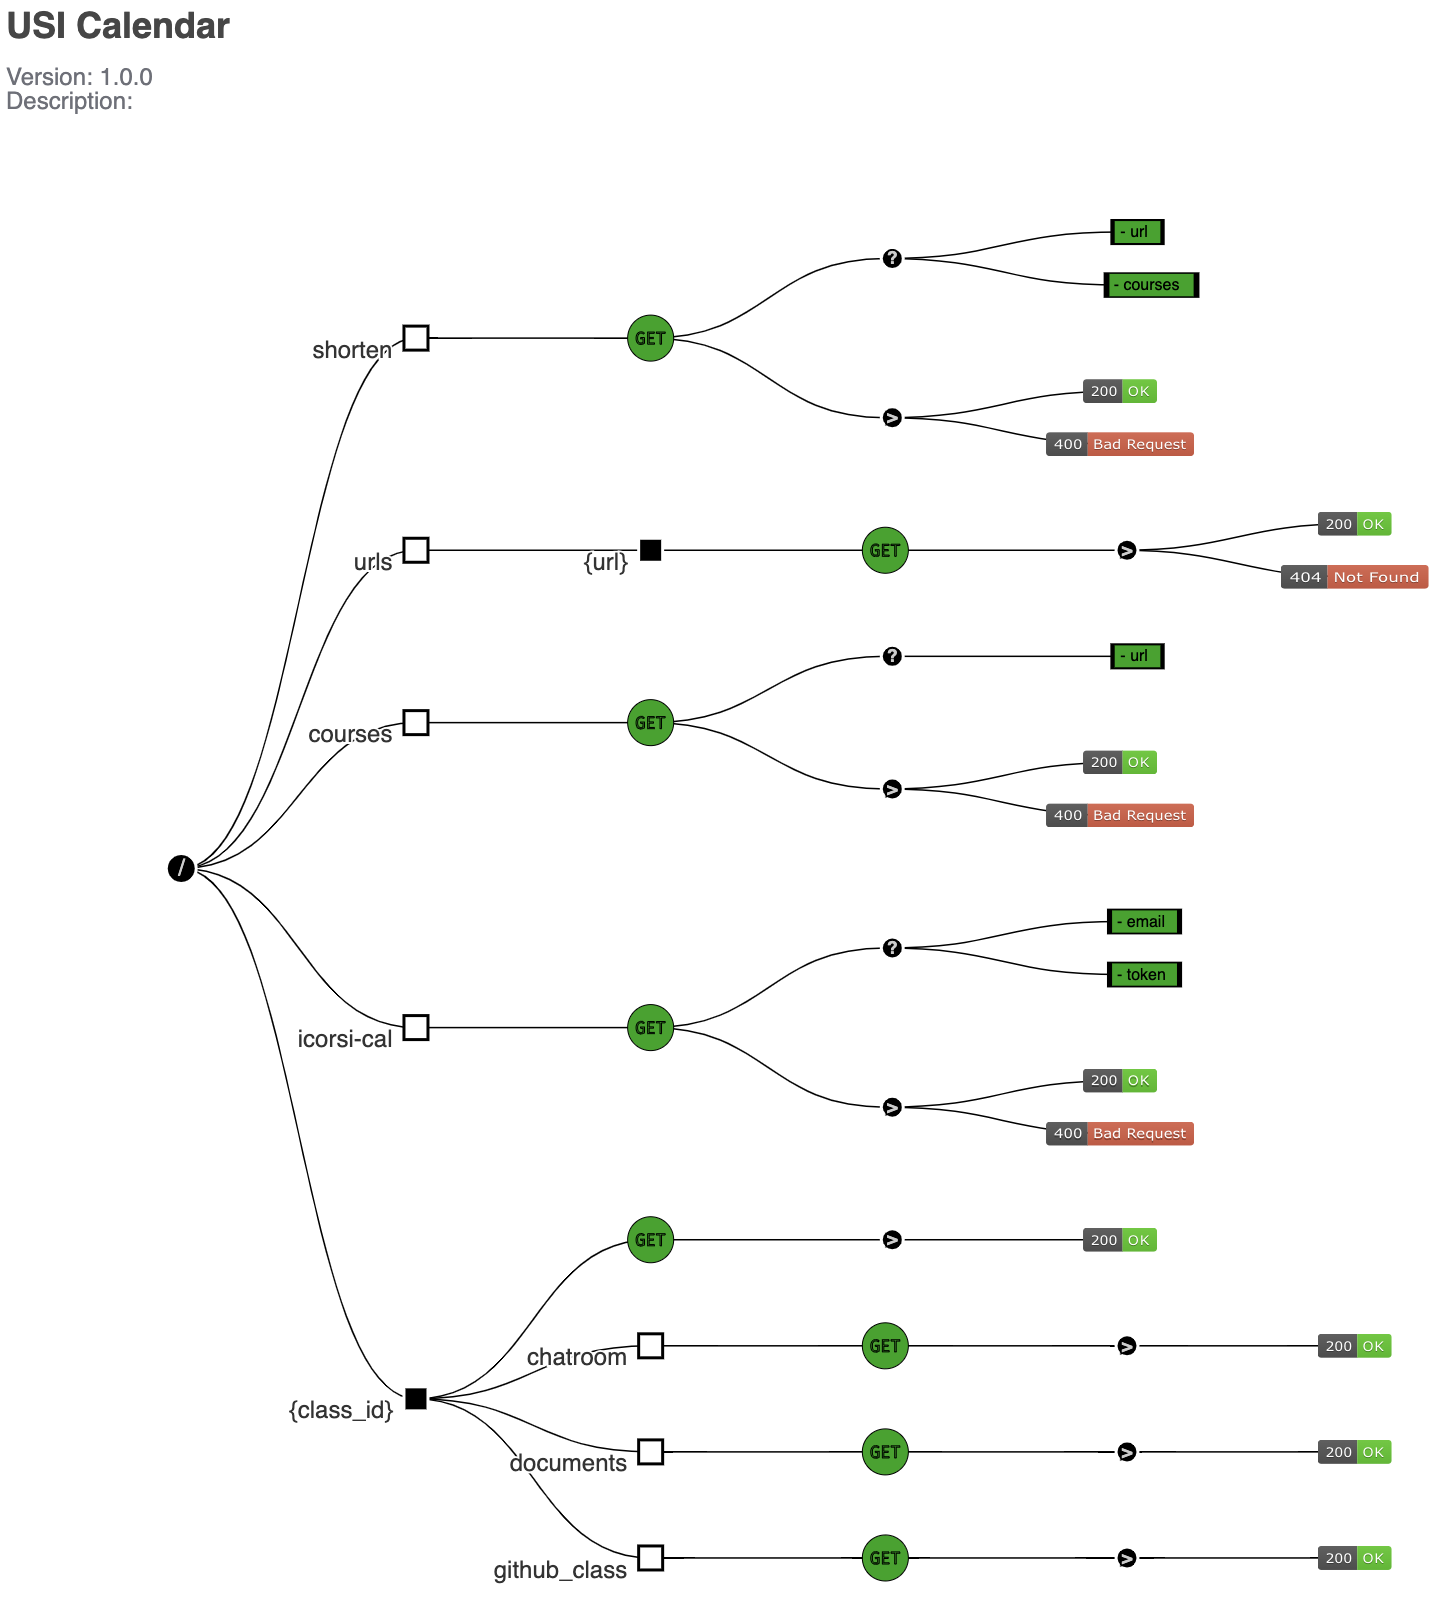 USI Calendar
Version: 1.0.0
Description:
- url
?
- courses
shorten
GET
200 OK
>
400 Bad Request
200 OK
urls
{url}
GET
>
404 Not Found
?
- url
courses
GET
200 OK
>
400 Bad Request
/
- email
?
- token
icorsi-cal
GET
200 OK
>
400 Bad Request
GET
>
200 OK
chatroom
GET
>
200 OK
{class_id}
documents
GET
>
200 OK
github_class
GET
>
200 OK